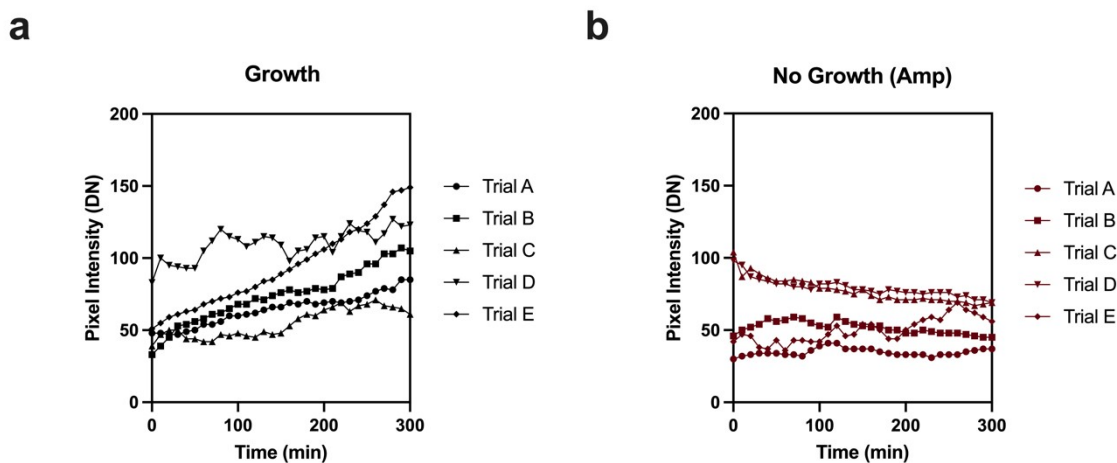 a
Growth
200
150
100
50
0
Pixel Intensity (DN)
0 100 200 300
Time (min)
Trial A
Trial B
Trial C
Trial D
Trial E
b
No Growth (Amp)
200
150
100
50
0
Pixel Intensity (DN)
0 100 200 300
Time (min)
Trial A
Trial B
Trial C
Trial D
Trial E